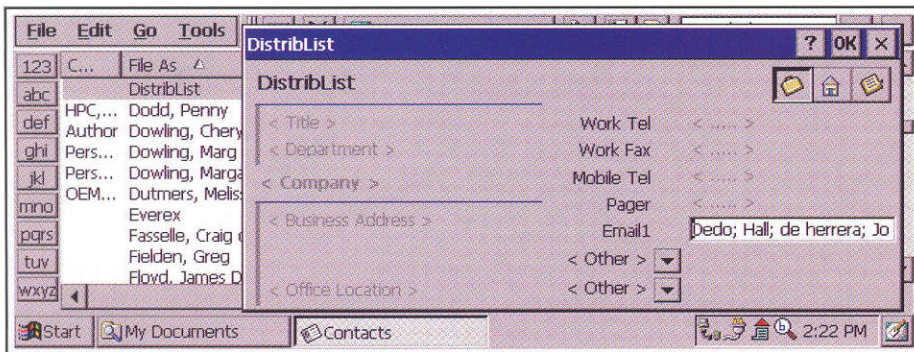 File Edit Go Tools
DistribList ? OK ×
123 C... File As
abc DistribList
HPC,... Dodd, Penny
def Author Dowling, Chery
ghi Pers... Dowling, Marg
jkl Pers... Dowling, Marga
OEM... Dutmers, Melis
mno Everex
pqrs Fasselle, Craig
tuv Fielden, Greg
wxyz Floyd, James D
DistribList
< Title >
< Department >
< Company >
< Business Address >
< Office Location >
Work Tel < ..... >
Work Fax < ..... >
Mobile Tel < ..... >
Pager < ..... >
Email1 Dedo; Hall; de herrera; Jo
< Other >
< Other >
Start My Documents Contacts 2:22 PM